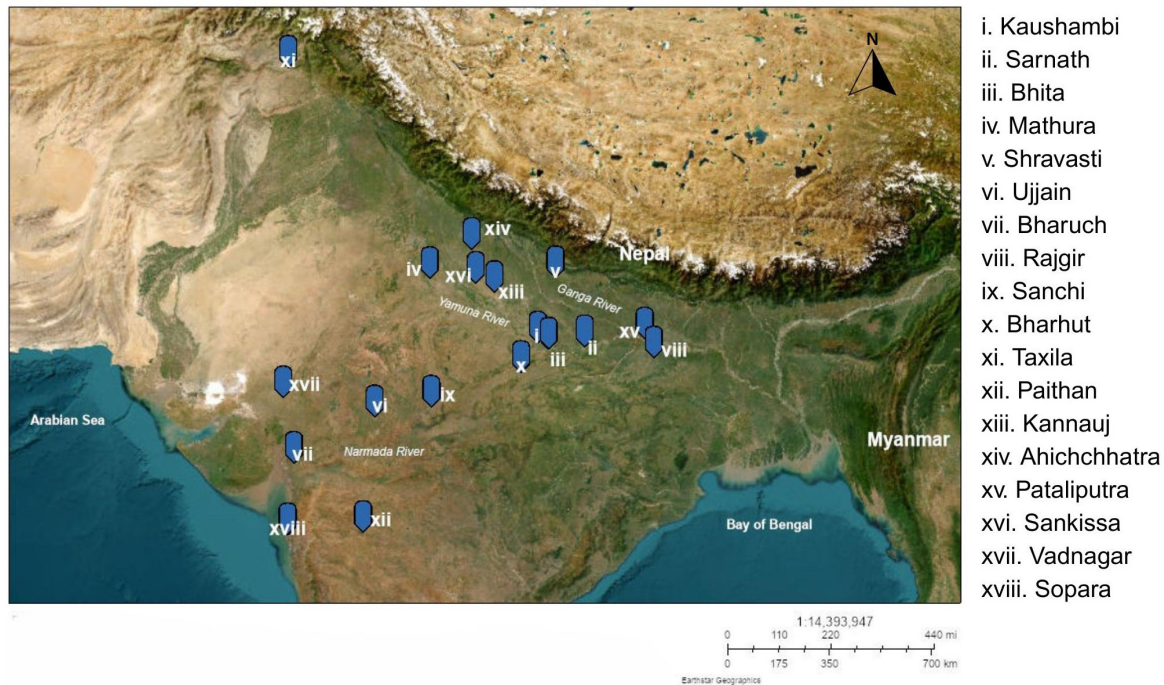 N
xi
xiv
iv
xvi
xiii
v
Nepal
Yamuna River
Ganga River
i
iii
ii
xv
viii
x
xvii
vi
ix
Arabian Sea
vii
Narmada River
Myanmar
xviii
xii
Bay of Bengal
i. Kaushambi
ii. Sarnath
iii. Bhita
iv. Mathura
v. Shravasti
vi. Ujjain
vii. Bharuch
viii. Rajgir
ix. Sanchi
x. Bharhut
xi. Taxila
xii. Paithan
xiii. Kannauj
xiv. Ahichchhatra
xv. Pataliputra
xvi. Sankissa
xvii. Vadnagar
xviii. Sopara
1:14,393,947
0 110 220 440 mi
0 175 350 700 km
Earthstar Geographics